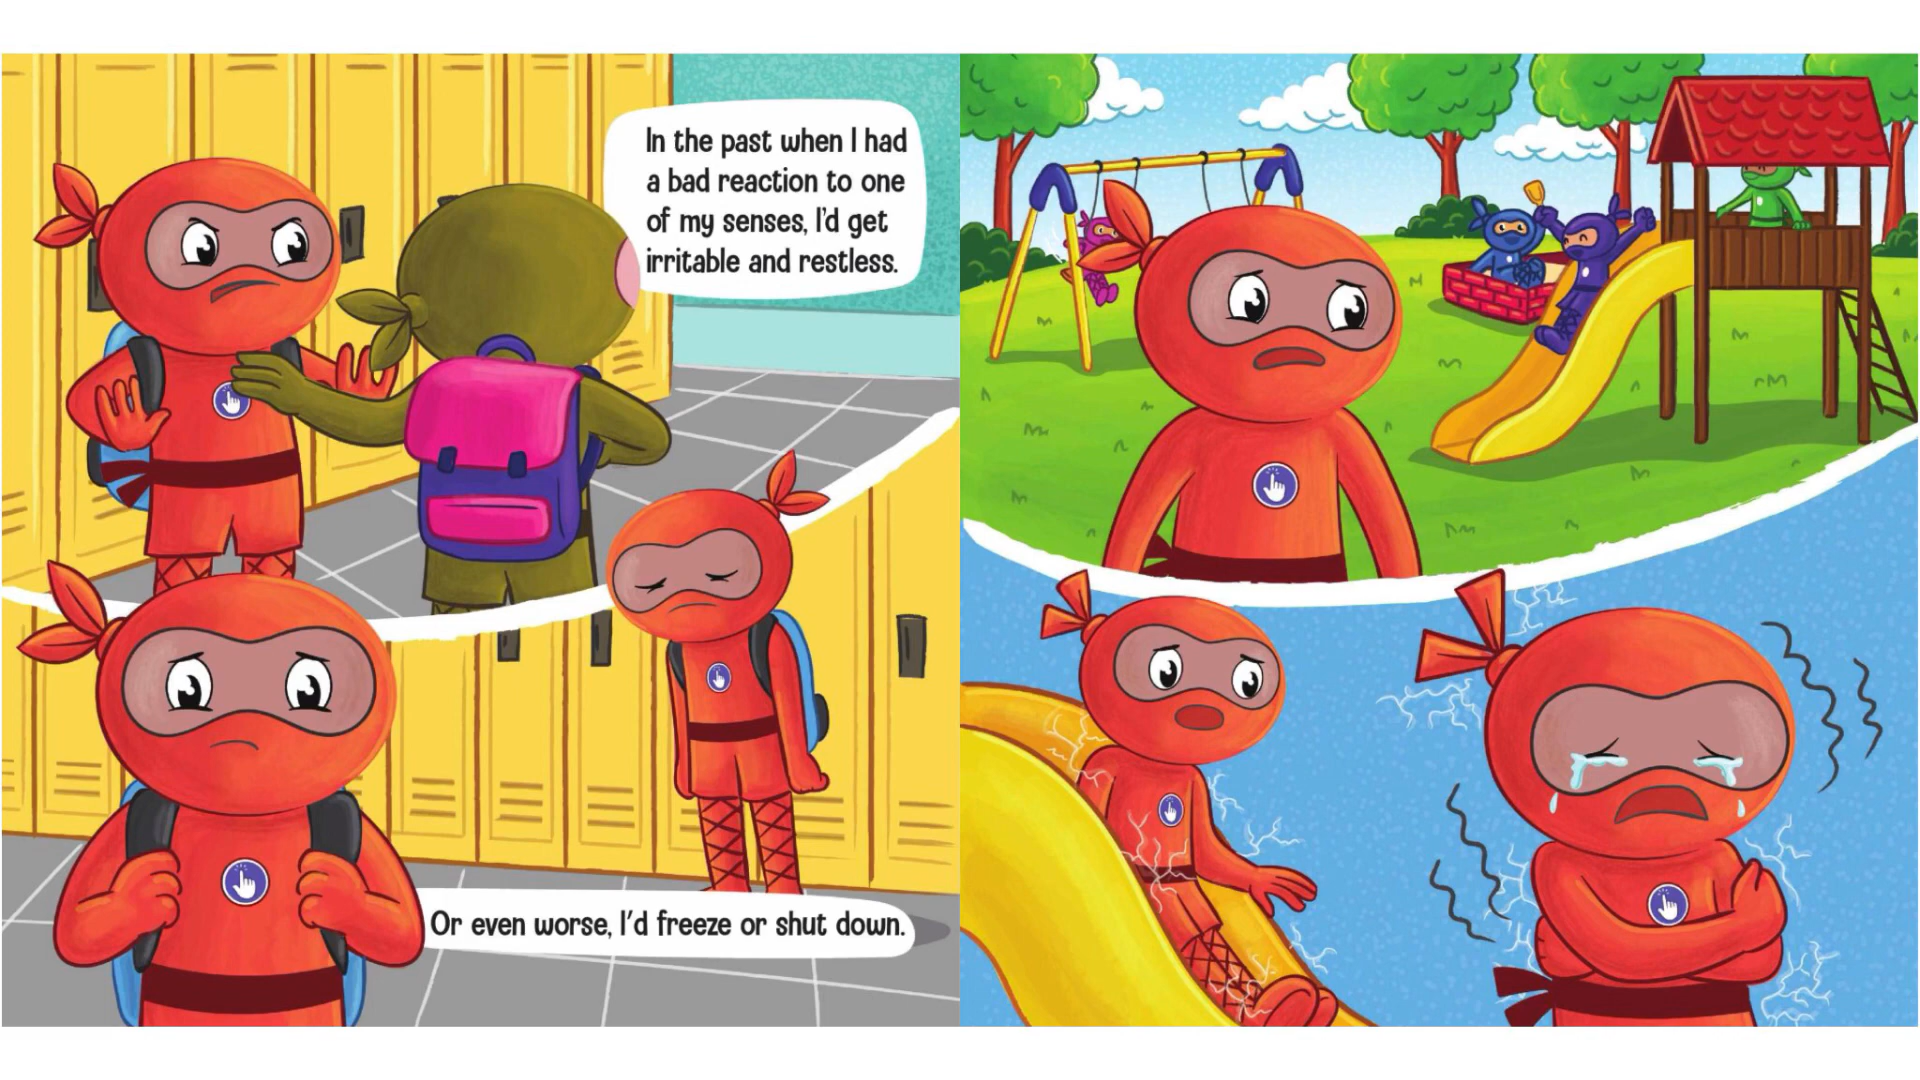 In the past when I had
a bad reaction to one
of my senses, I'd get
irritable and restless.
Or even worse, I'd freeze or shut down.